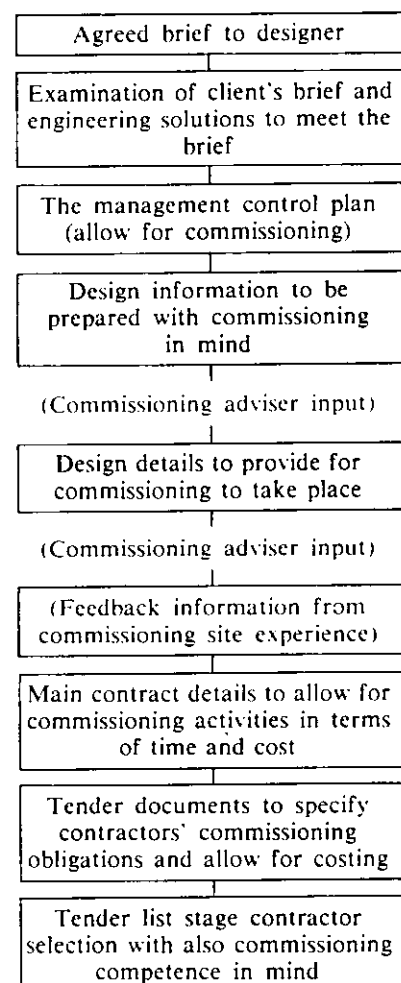 Agreed brief to designer
Examination of client's brief and
engineering solutions to meet the
brief
The management control plan
(allow for commissioning)
Design information to be
prepared with commissioning
in mind
(Commissioning adviser input)
Design details to provide for
commissioning to take place
(Commissioning adviser input)
(Feedback information from
commissioning site experience)
Main contract details to allow for
commissioning activities in terms
of time and cost
Tender documents to specify
contractors' commissioning
obligations and allow for costing
Tender list stage contractor
selection with also commissioning
competence in mind